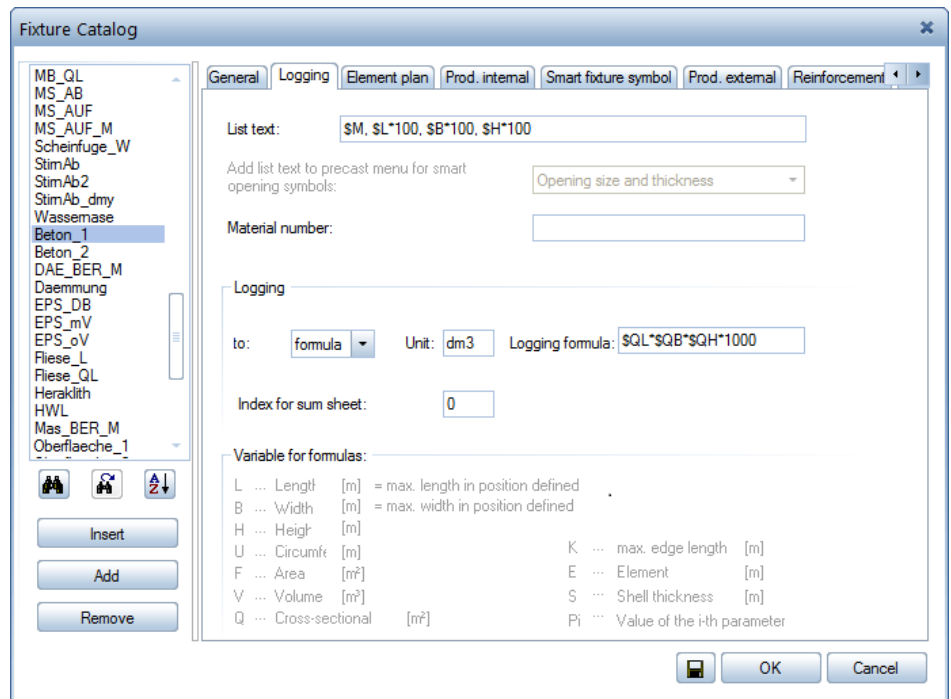 Fixture Catalog
MB_QL
MS_AB
MS_AUF
MS_AUF_M
Scheinfuge_W
StirnAb
StirnAb2
StirnAb_dmy
Wassernase
Beton_1
Beton_2
DAE_BER_M
Daemmung
EPS_DB
EPS_mV
EPS_oV
Fliese_L
Fliese_QL
Heraklith
HWL
Mas_BER_M
Oberflaeche_1
Insert
Add
Remove
General Logging Element plan Prod. internal Smart fixture symbol Prod. external Reinforcement
List text: $M, $L*100, $B*100, $H*100
Add list text to precast menu for smart
opening symbols: Opening size and thickness
Material number:
Logging
to: formula Unit: dm3 Logging formula: $QL*$QB*$QH*1000
Index for sum sheet: 0
Variable for formulas:
L ... Lengtl [m] = max. length in position defined
B ... Width [m] = max. width in position defined
H ... Heigr [m]
U ... Circumfe [m] K ... max. edge length [m]
F ... Area [m²] E ... Element [m]
V ... Volume [m³] S ... Shell thickness [m]
Q ... Cross-sectional [m²] Pi ... Value of the i-th parameter
OK Cancel